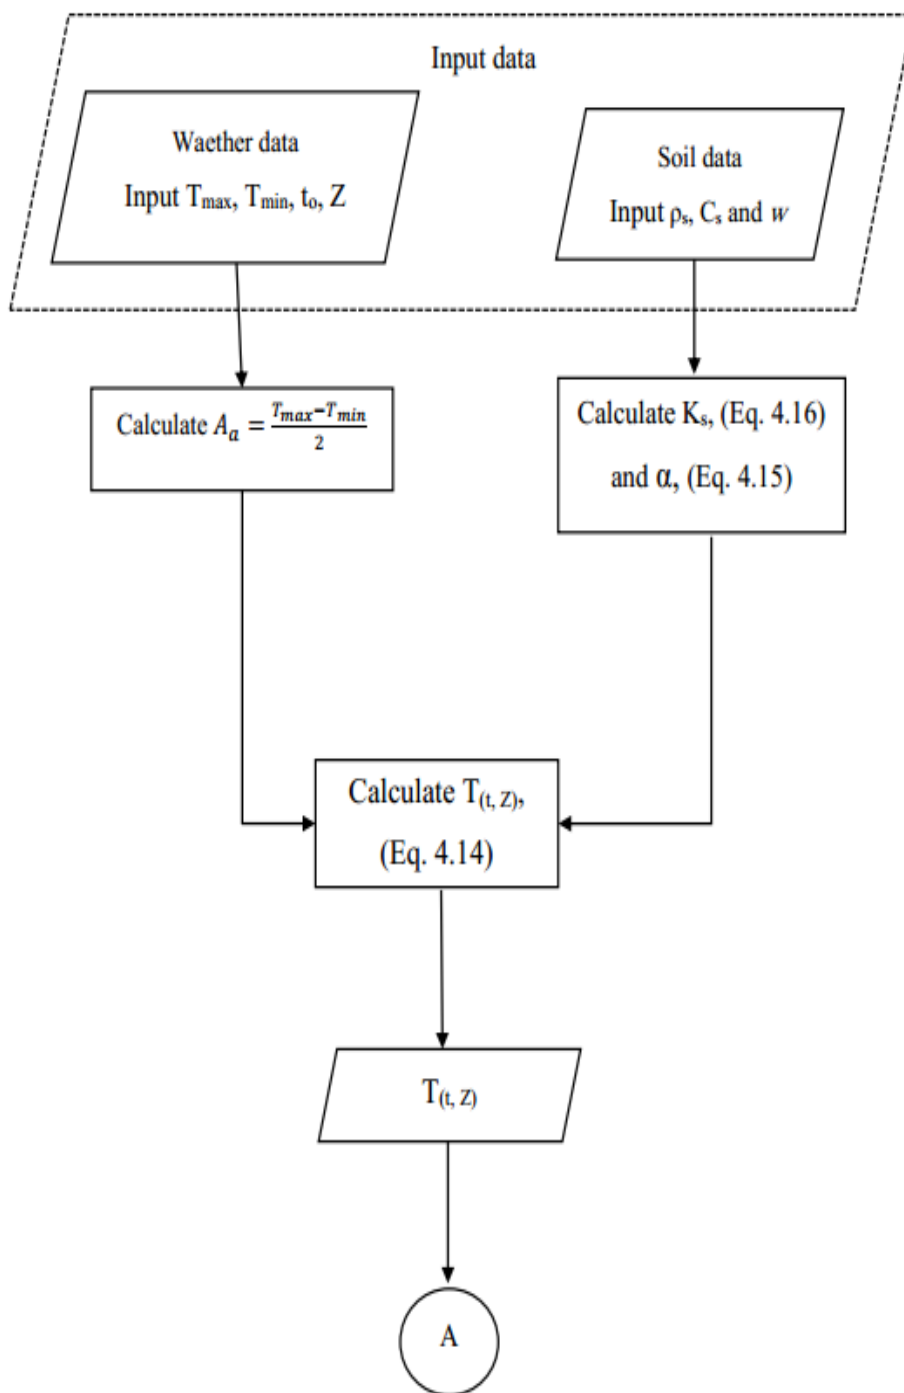 Input data
Waether data
Input Tmax, Tmin, to, Z
Soil data
Input ρs, Cs and w
Calculate Aa = (Tmax−Tmin)/2
Calculate Ks, (Eq. 4.16)
and α, (Eq. 4.15)
Calculate T(t, Z),
(Eq. 4.14)
T(t, Z)
A